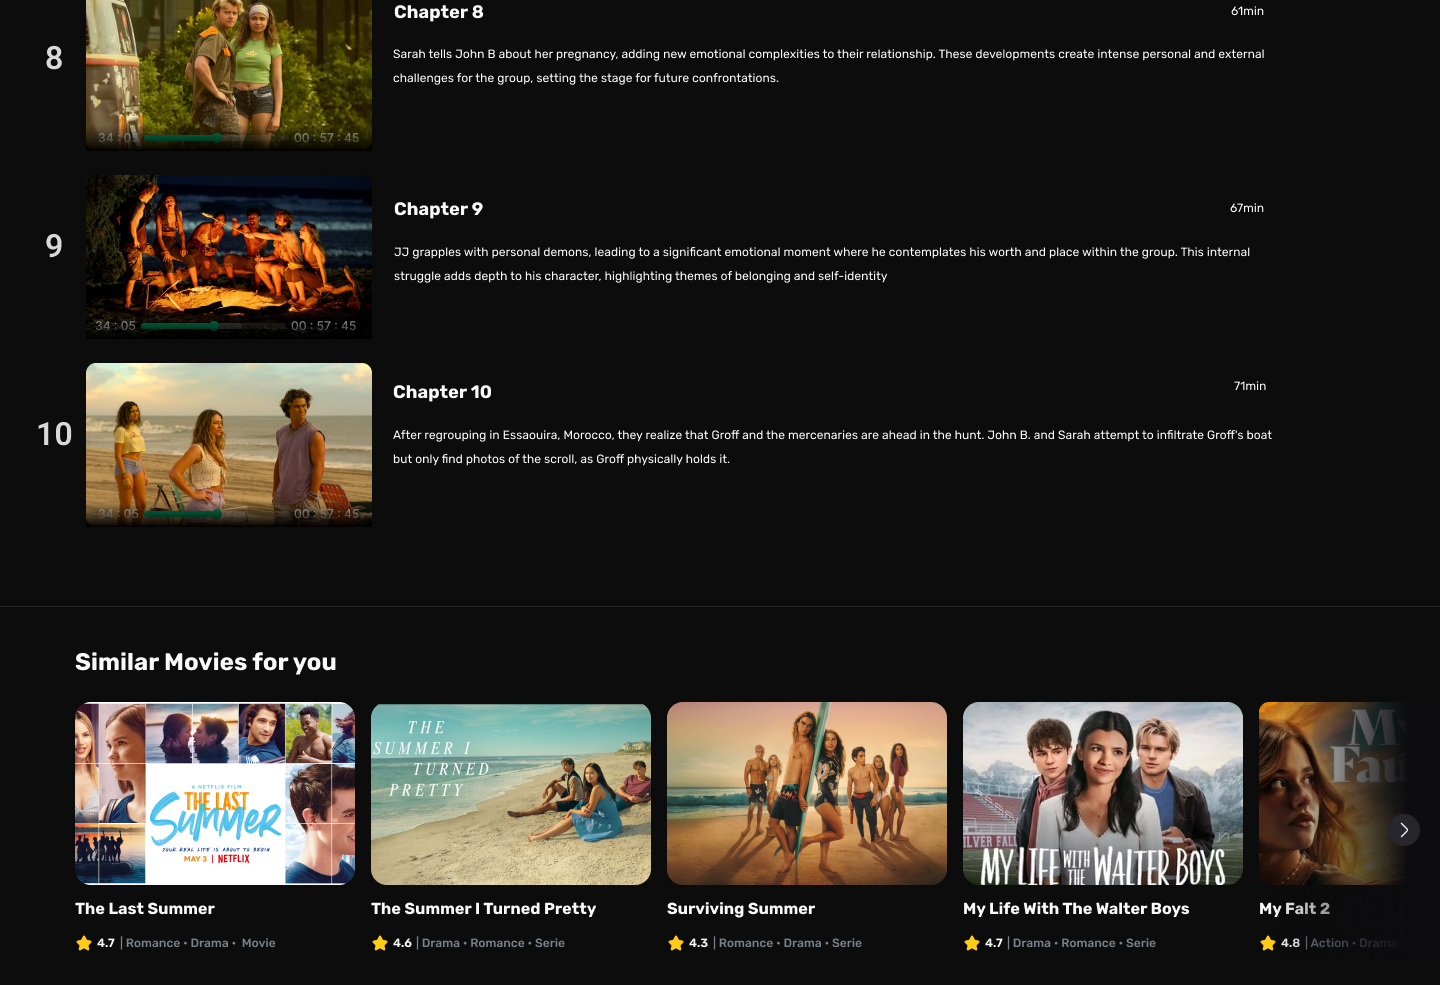 8
Chapter 8
61min
Sarah tells John B about her pregnancy, adding new emotional complexities to their relationship. These developments create intense personal and external
challenges for the group, setting the stage for future confrontations.
34 : 05
00 : 57 : 45
9
Chapter 9
67min
JJ grapples with personal demons, leading to a significant emotional moment where he contemplates his worth and place within the group. This internal
struggle adds depth to his character, highlighting themes of belonging and self-identity
34 : 05
00 : 57 : 45
10
Chapter 10
71min
After regrouping in Essaouira, Morocco, they realize that Groff and the mercenaries are ahead in the hunt. John B. and Sarah attempt to infiltrate Groff's boat
but only find photos of the scroll, as Groff physically holds it.
34 : 05
00 : 57 : 45
Similar Movies for you
A NETFLIX FILM
THE LAST
SUMMER
YOUR REAL LIFE IS ABOUT TO BEGIN
MAY 3 | NETFLIX
THE
SUMMER I
TURNED
PRETTY
ILVER FALL
MY LIFE WITH THE WALTER BOYS
My
Fau
The Last Summer
The Summer I Turned Pretty
Surviving Summer
My Life With The Walter Boys
My Falt 2
4.7 | Romance • Drama • Movie
4.6 | Drama • Romance • Serie
4.3 | Romance • Drama • Serie
4.7 | Drama • Romance • Serie
4.8 | Action • Drama